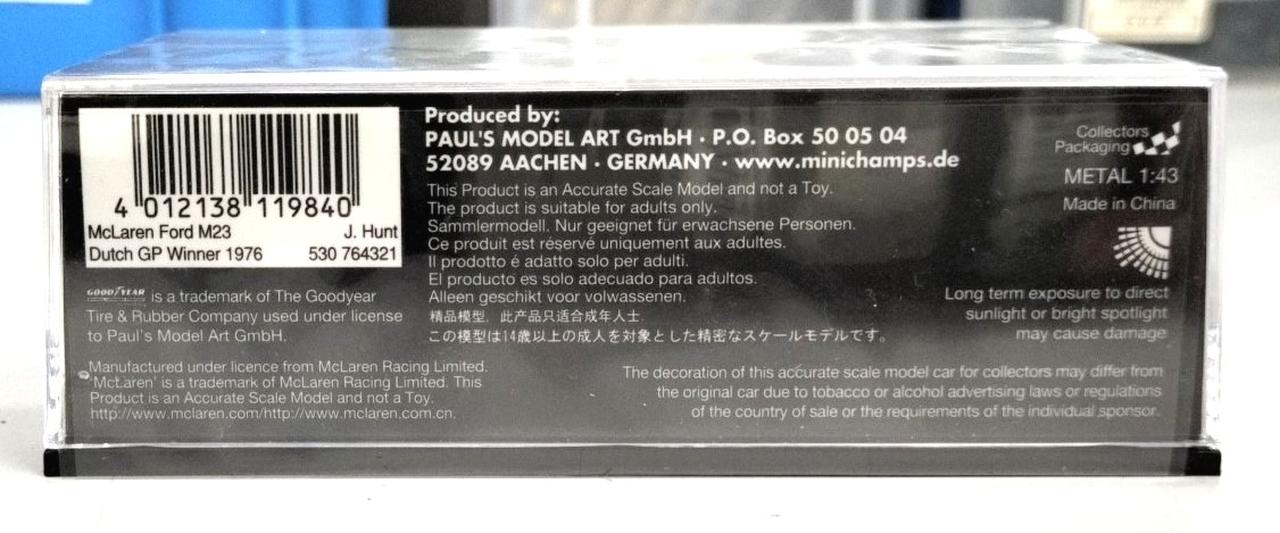 4 012138 119840
McLaren Ford M23 J. Hunt
Dutch GP Winner 1976 530 764321
GOODYEAR is a trademark of The Goodyear
Tire & Rubber Company used under license
to Paul's Model Art GmbH.
Manufactured under licence from McLaren Racing Limited.
'McLaren' is a trademark of McLaren Racing Limited. This
Product is an Accurate Scale Model and not a Toy.
http://www.mclaren.com/http://www.mclaren.com.cn.
Produced by:
PAUL'S MODEL ART GmbH · P.O. Box 50 05 04
52089 AACHEN · GERMANY · www.minichamps.de
This Product is an Accurate Scale Model and not a Toy.
The product is suitable for adults only.
Sammlermodell. Nur geeignet für erwachsene Personen.
Ce produit est réservé uniquement aux adultes.
Il prodotto é adatto solo per adulti.
El producto es solo adecuado para adultos.
Alleen geschikt voor volwassenen.
精品模型, 此产品只适合成年人士.
この模型は14歳以上の成人を対象とした精密なスケールモデルです。
Collectors
Packaging
METAL 1:43
Made in China
Long term exposure to direct
sunlight or bright spotlight
may cause damage
The decoration of this accurate scale model car for collectors may differ from
the original car due to tobacco or alcohol advertising laws or regulations
of the country of sale or the requirements of the individual sponsor.